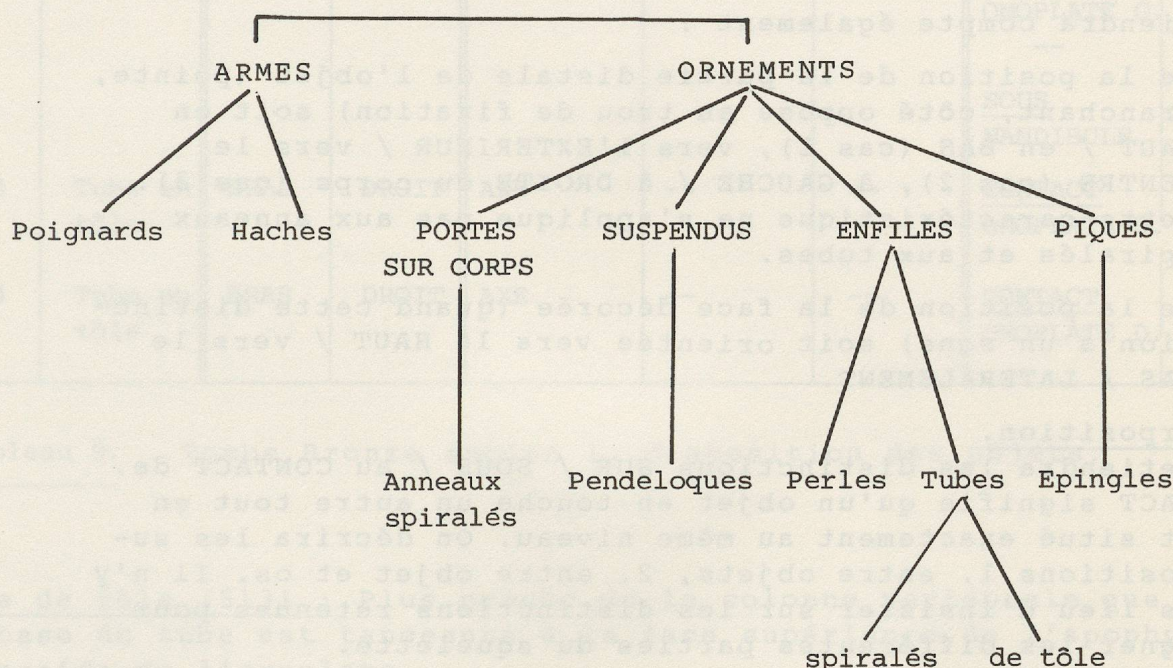 ARMES ORNEMENTS
Poignards Haches PORTES SUSPENDUS ENFILES PIQUES
SUR CORPS
Anneaux Pendeloques Perles Tubes Epingles
spiralés
spiralés de tôle